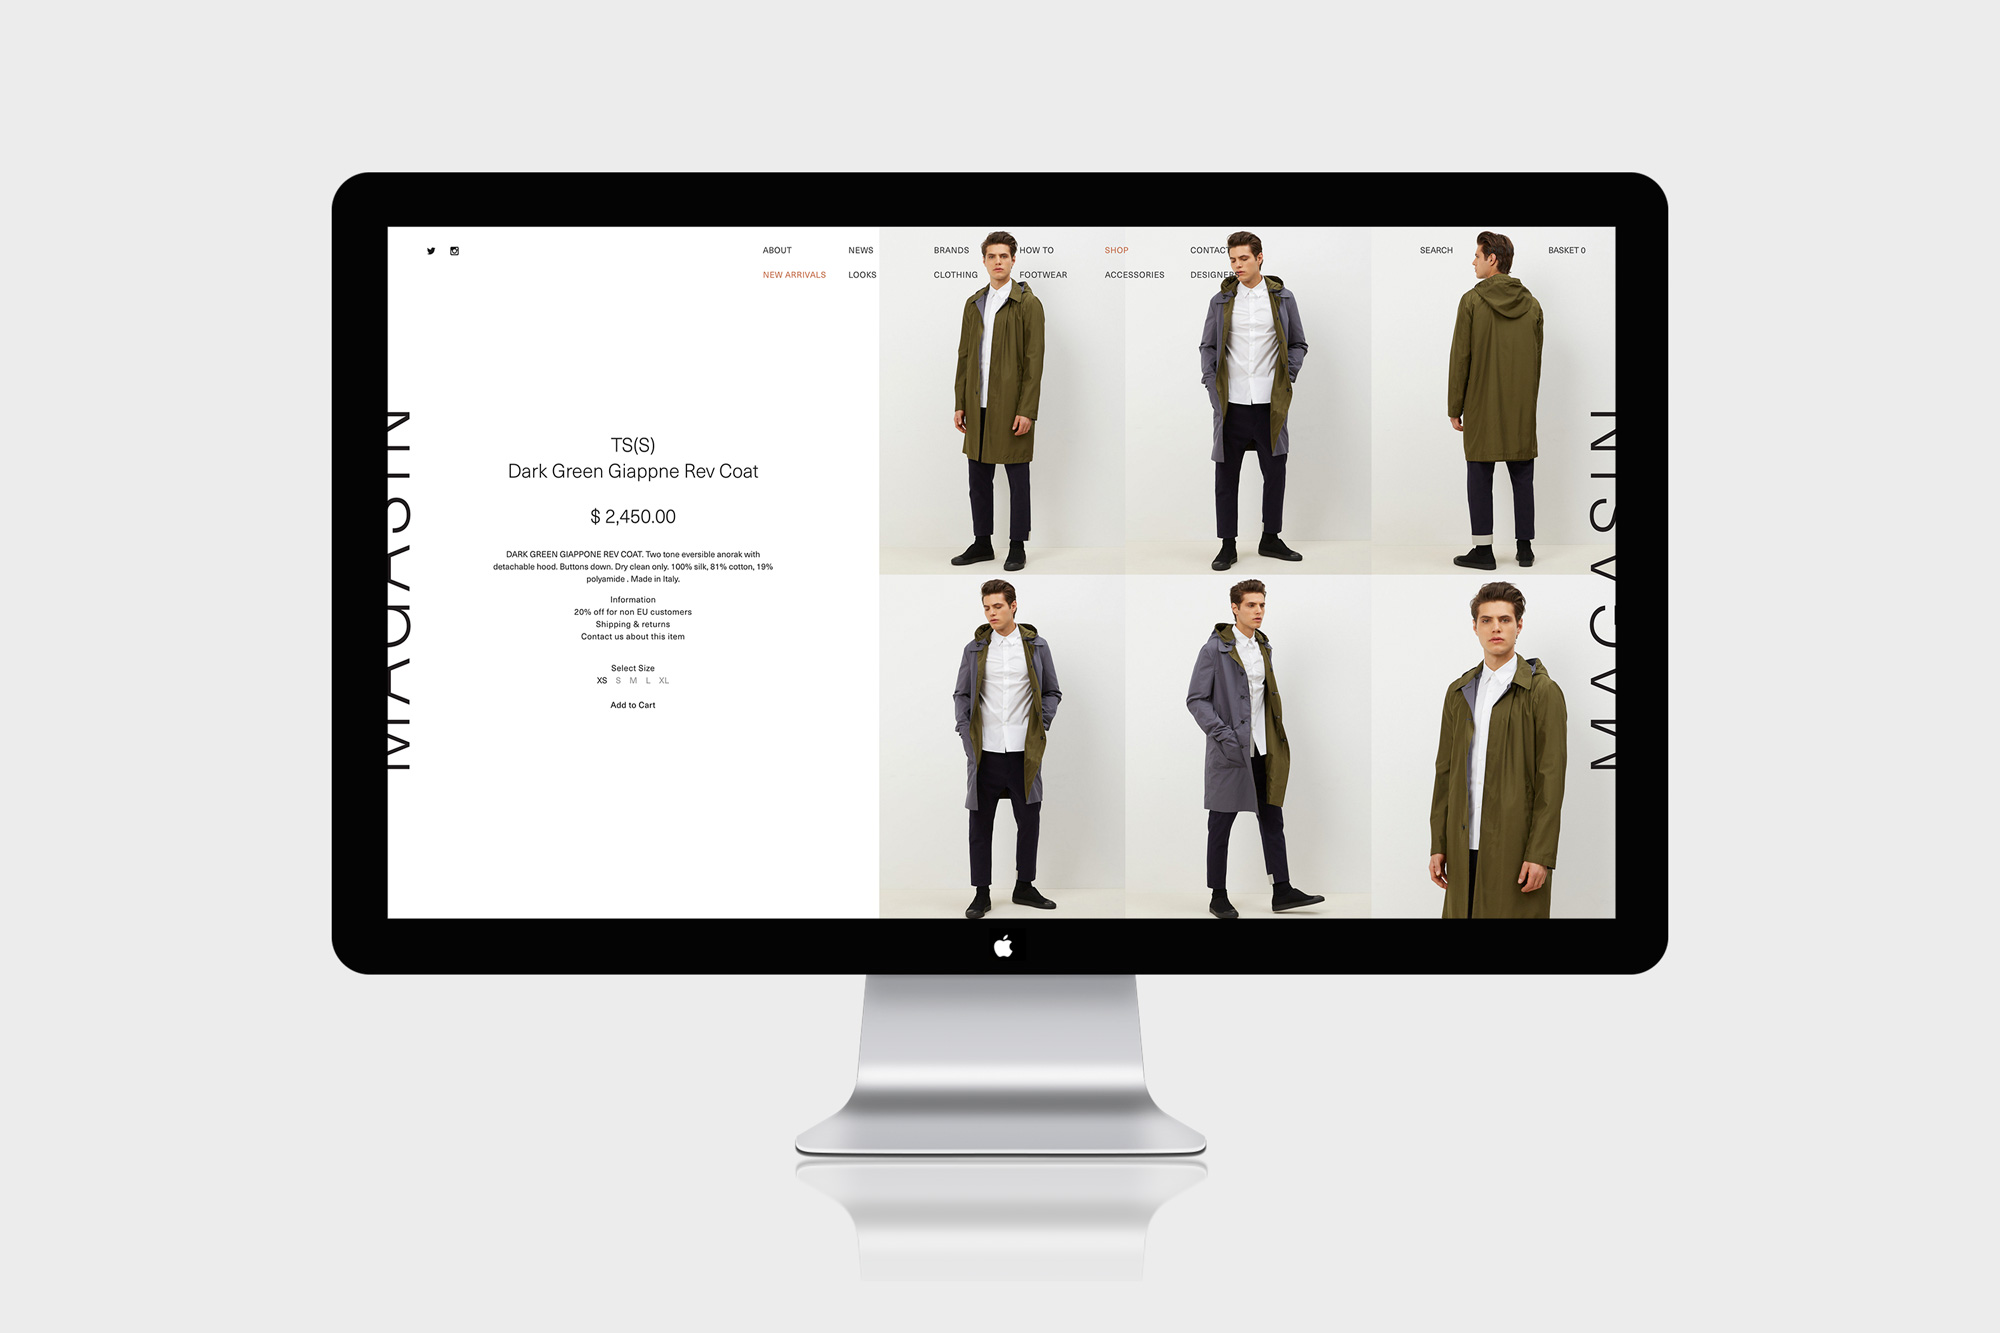 ABOUT NEWS BRANDS HOW TO SHOP CONTACT SEARCH BASKET 0
NEW ARRIVALS LOOKS CLOTHING FOOTWEAR ACCESSORIES DESIGNERS
MAGASIN
TS(S)
Dark Green Giappne Rev Coat
$ 2,450.00
DARK GREEN GIAPPONE REV COAT. Two tone eversible anorak with
detachable hood. Buttons down. Dry clean only. 100% silk, 81% cotton, 19%
polyamide . Made in Italy.
Information
20% off for non EU customers
Shipping & returns
Contact us about this item
Select Size
XS S M L XL
Add to Cart
MAGASIN